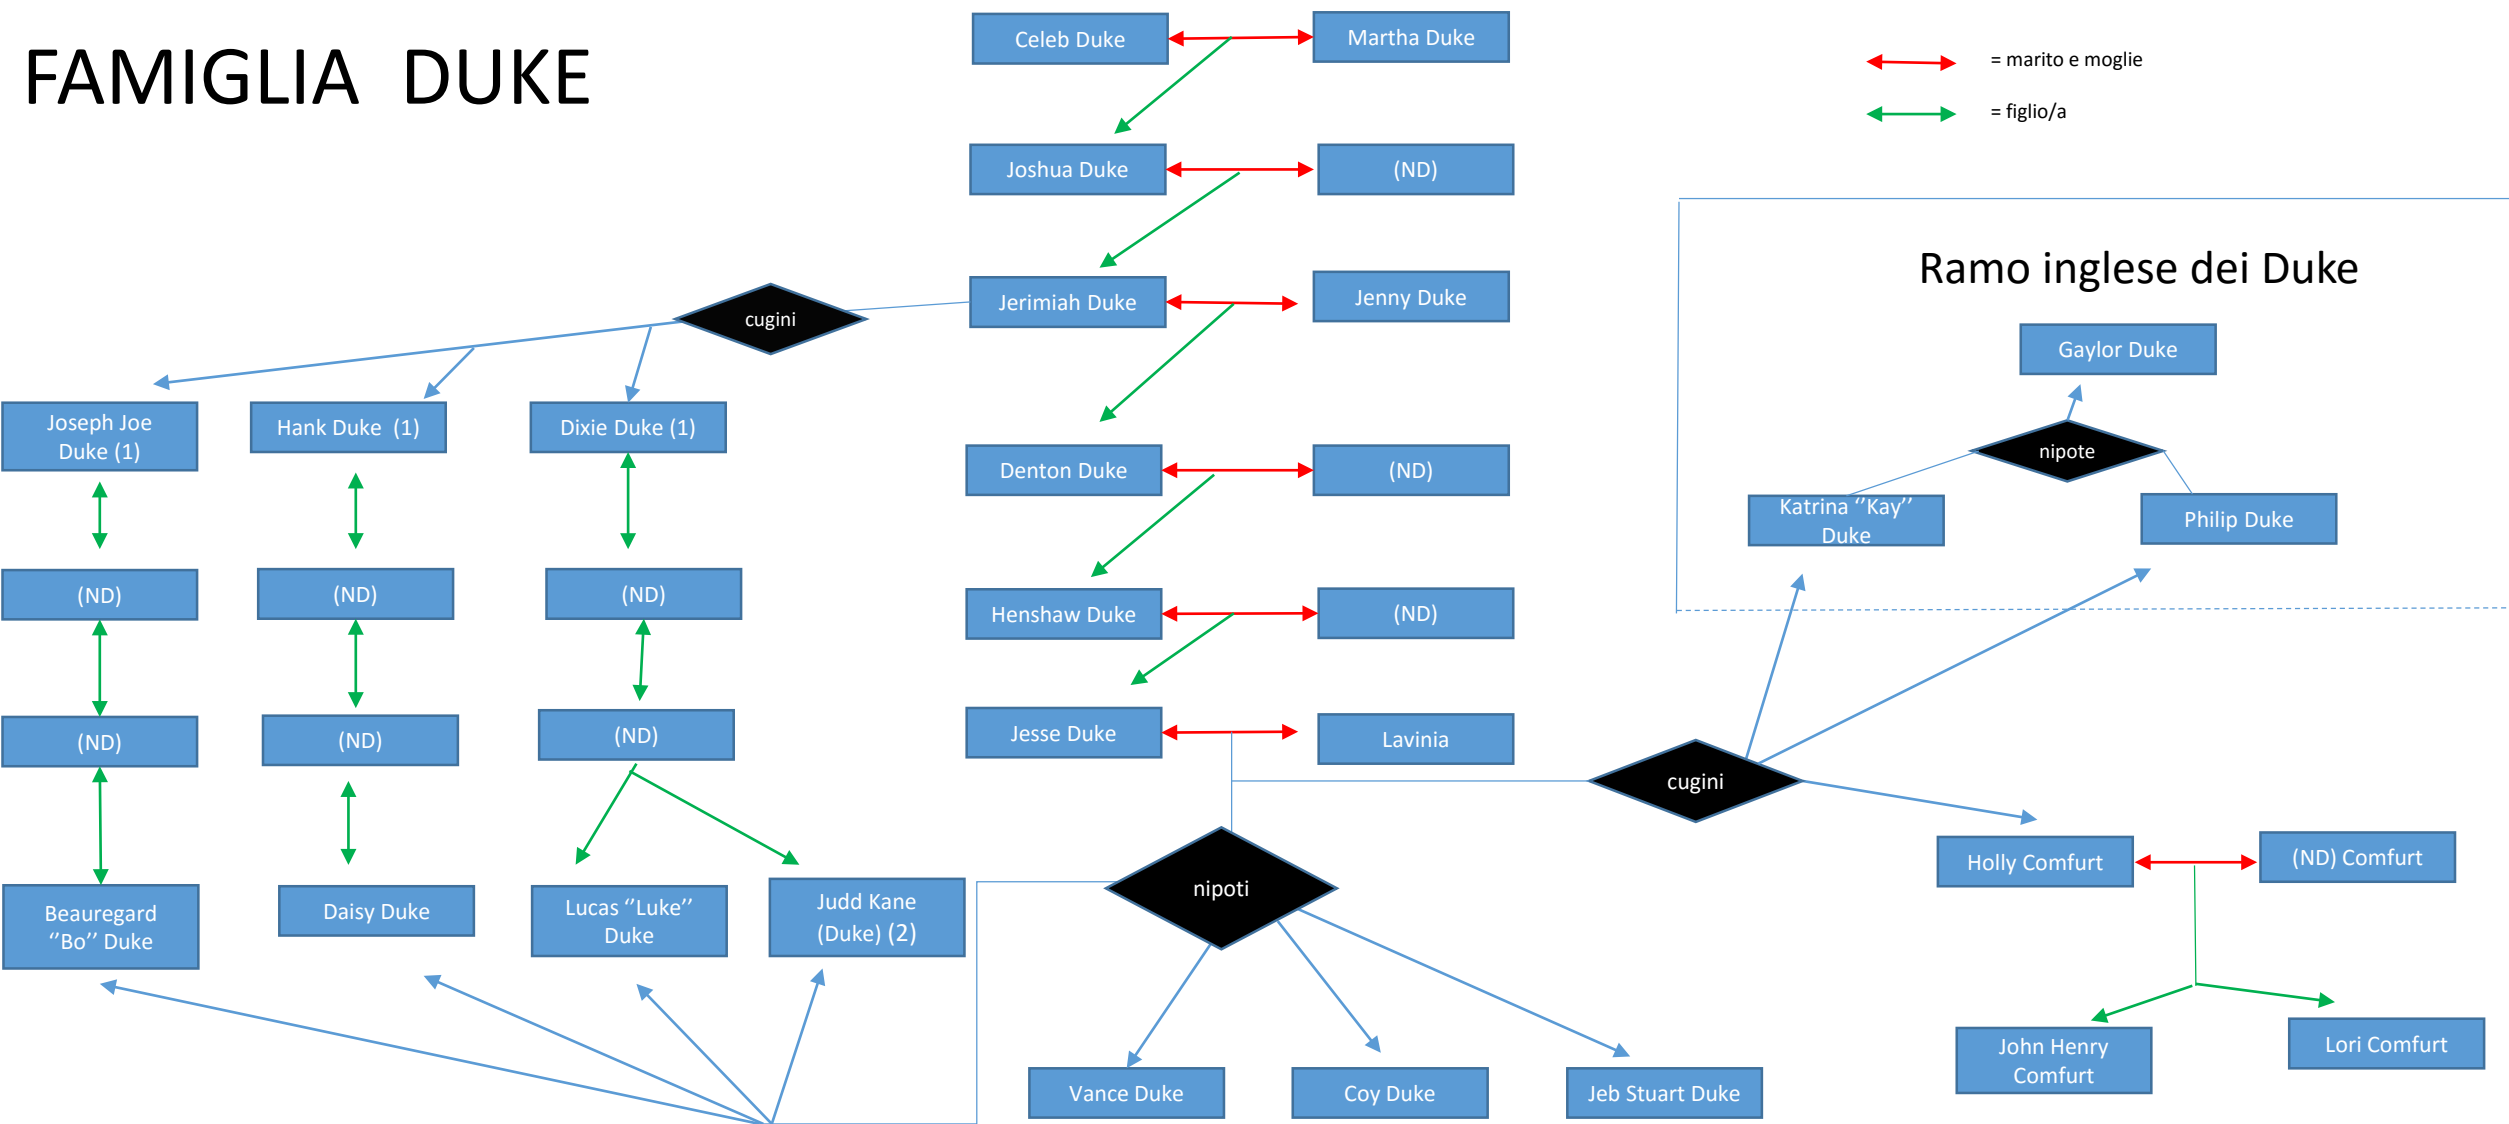 FAMIGLIA  DUKE
Celeb Duke
Martha Duke
= marito e moglie
= figlio/a
Joshua Duke
(ND)
Ramo inglese dei Duke
Jerimiah Duke
Jenny Duke
cugini
Gaylor Duke
Joseph Joe
Duke (1)
Hank Duke  (1)
Dixie Duke (1)
Denton Duke
(ND)
nipote
Katrina ‘’Kay’’
Duke
Philip Duke
(ND)
(ND)
(ND)
Henshaw Duke
(ND)
(ND)
(ND)
(ND)
Jesse Duke
Lavinia
cugini
Holly Comfurt
(ND) Comfurt
nipoti
Beauregard
‘’Bo’’ Duke
Daisy Duke
Lucas ‘’Luke’’
Duke
Judd Kane
(Duke) (2)
John Henry
Comfurt
Lori Comfurt
Vance Duke
Coy Duke
Jeb Stuart Duke